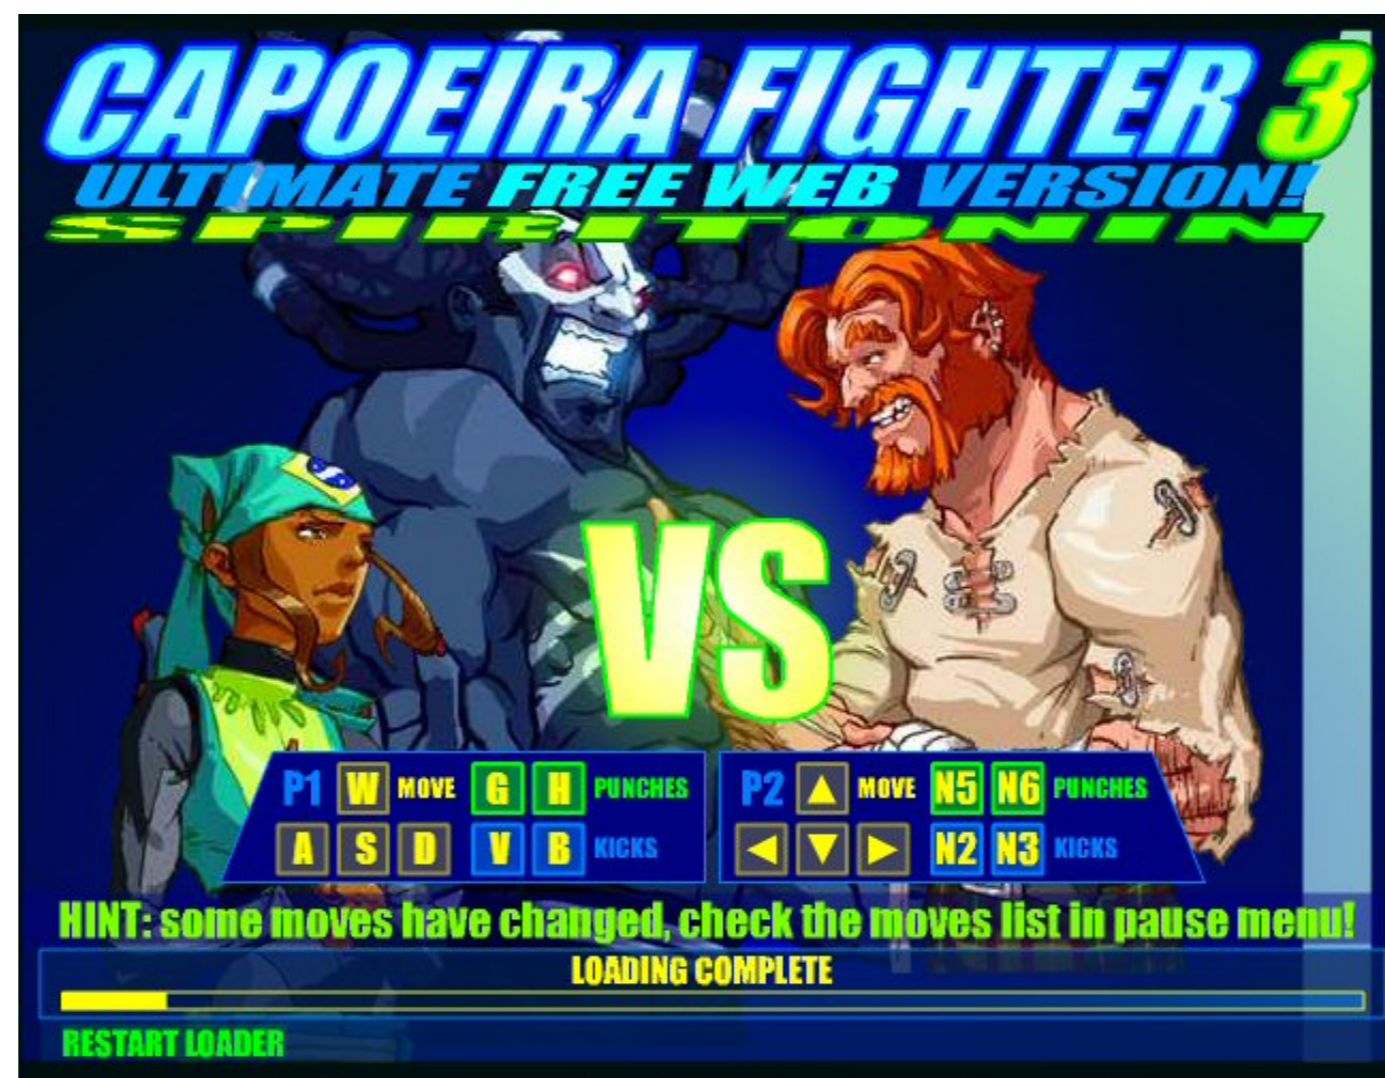 CAPOEIRA FIGHTER 3
ULTIMATE FREE WEB VERSION!
SPIRITONIN
VS
P1 W MOVE G H PUNCHES
A S D V B KICKS
P2 ▲ MOVE N5 N6 PUNCHES
◀ ▼ ▶ N2 N3 KICKS
HINT: some moves have changed, check the moves list in pause menu!
LOADING COMPLETE
RESTART LOADER